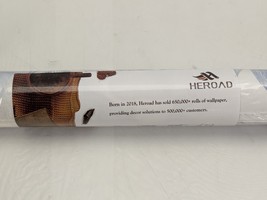 HEROAD
Born in 2018, Heroad has sold 650,000+ rolls of wallpaper,
providing decor solutions to 300,000+ customers.